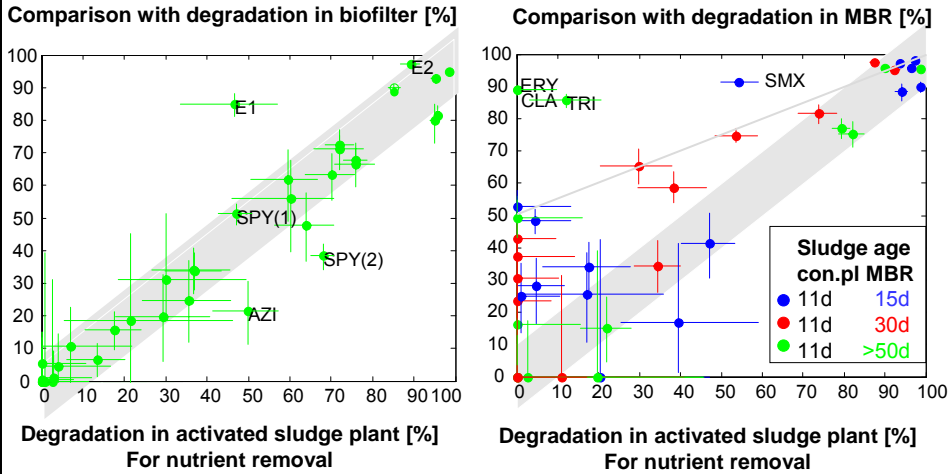 Comparison with degradation in biofilter [%]
100
90
80
70
60
50
40
30
20
10
0
0 10 20 30 40 50 60 70 80 90 100
E2
E1
SPY(1)
SPY(2)
AZI
Degradation in activated sludge plant [%]
For nutrient removal
Comparison with degradation in MBR [%]
100
90
80
70
60
50
40
30
20
10
0
0 10 20 30 40 50 60 70 80 90 100
ERY
CLA TRI
SMX
Sludge age
con.pl MBR
11d 15d
11d 30d
11d >50d
Degradation in activated sludge plant [%]
For nutrient removal